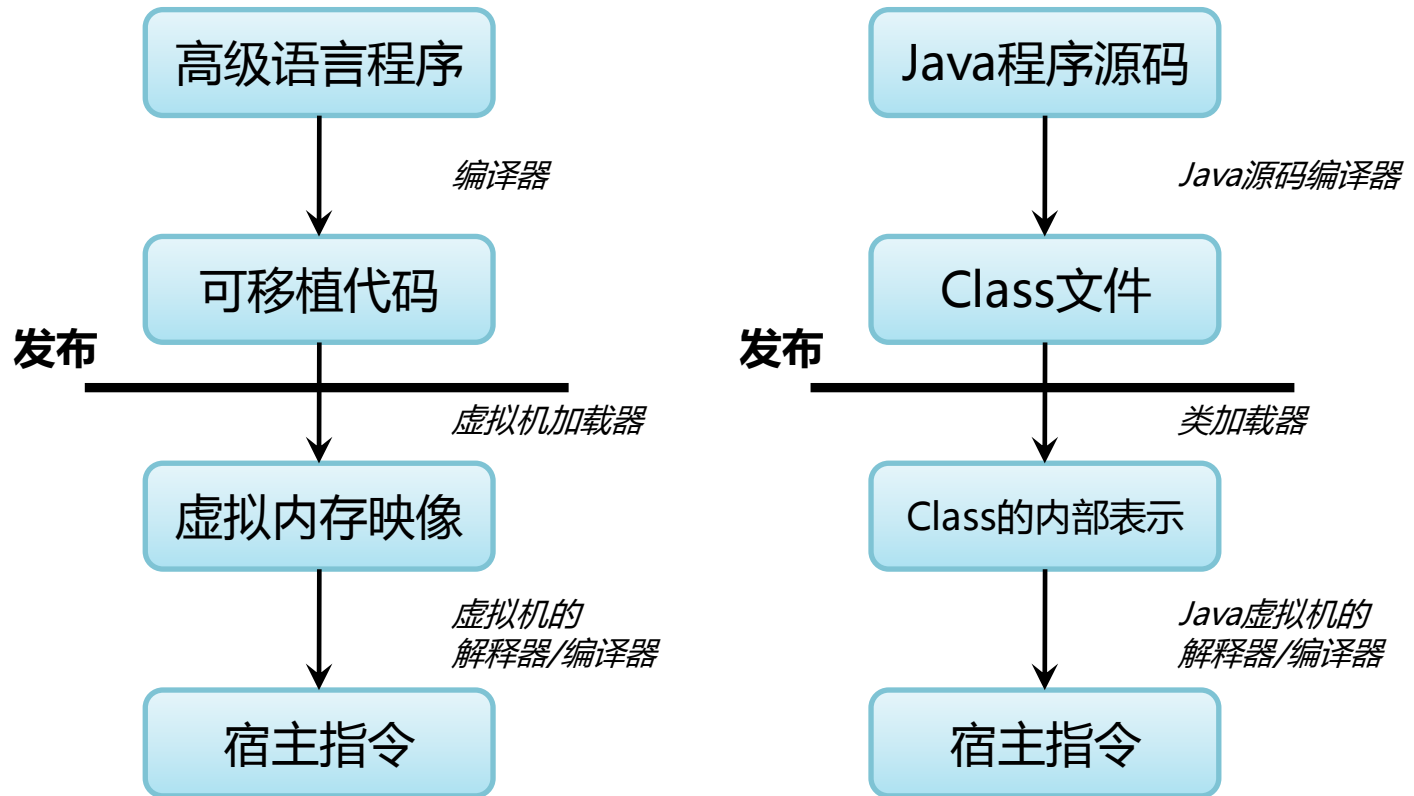 高级语言程序
编译器
可移植代码
发布
虚拟机加载器
虚拟内存映像
虚拟机的
解释器/编译器
宿主指令
Java程序源码
Java源码编译器
Class文件
发布
类加载器
Class的内部表示
Java虚拟机的
解释器/编译器
宿主指令